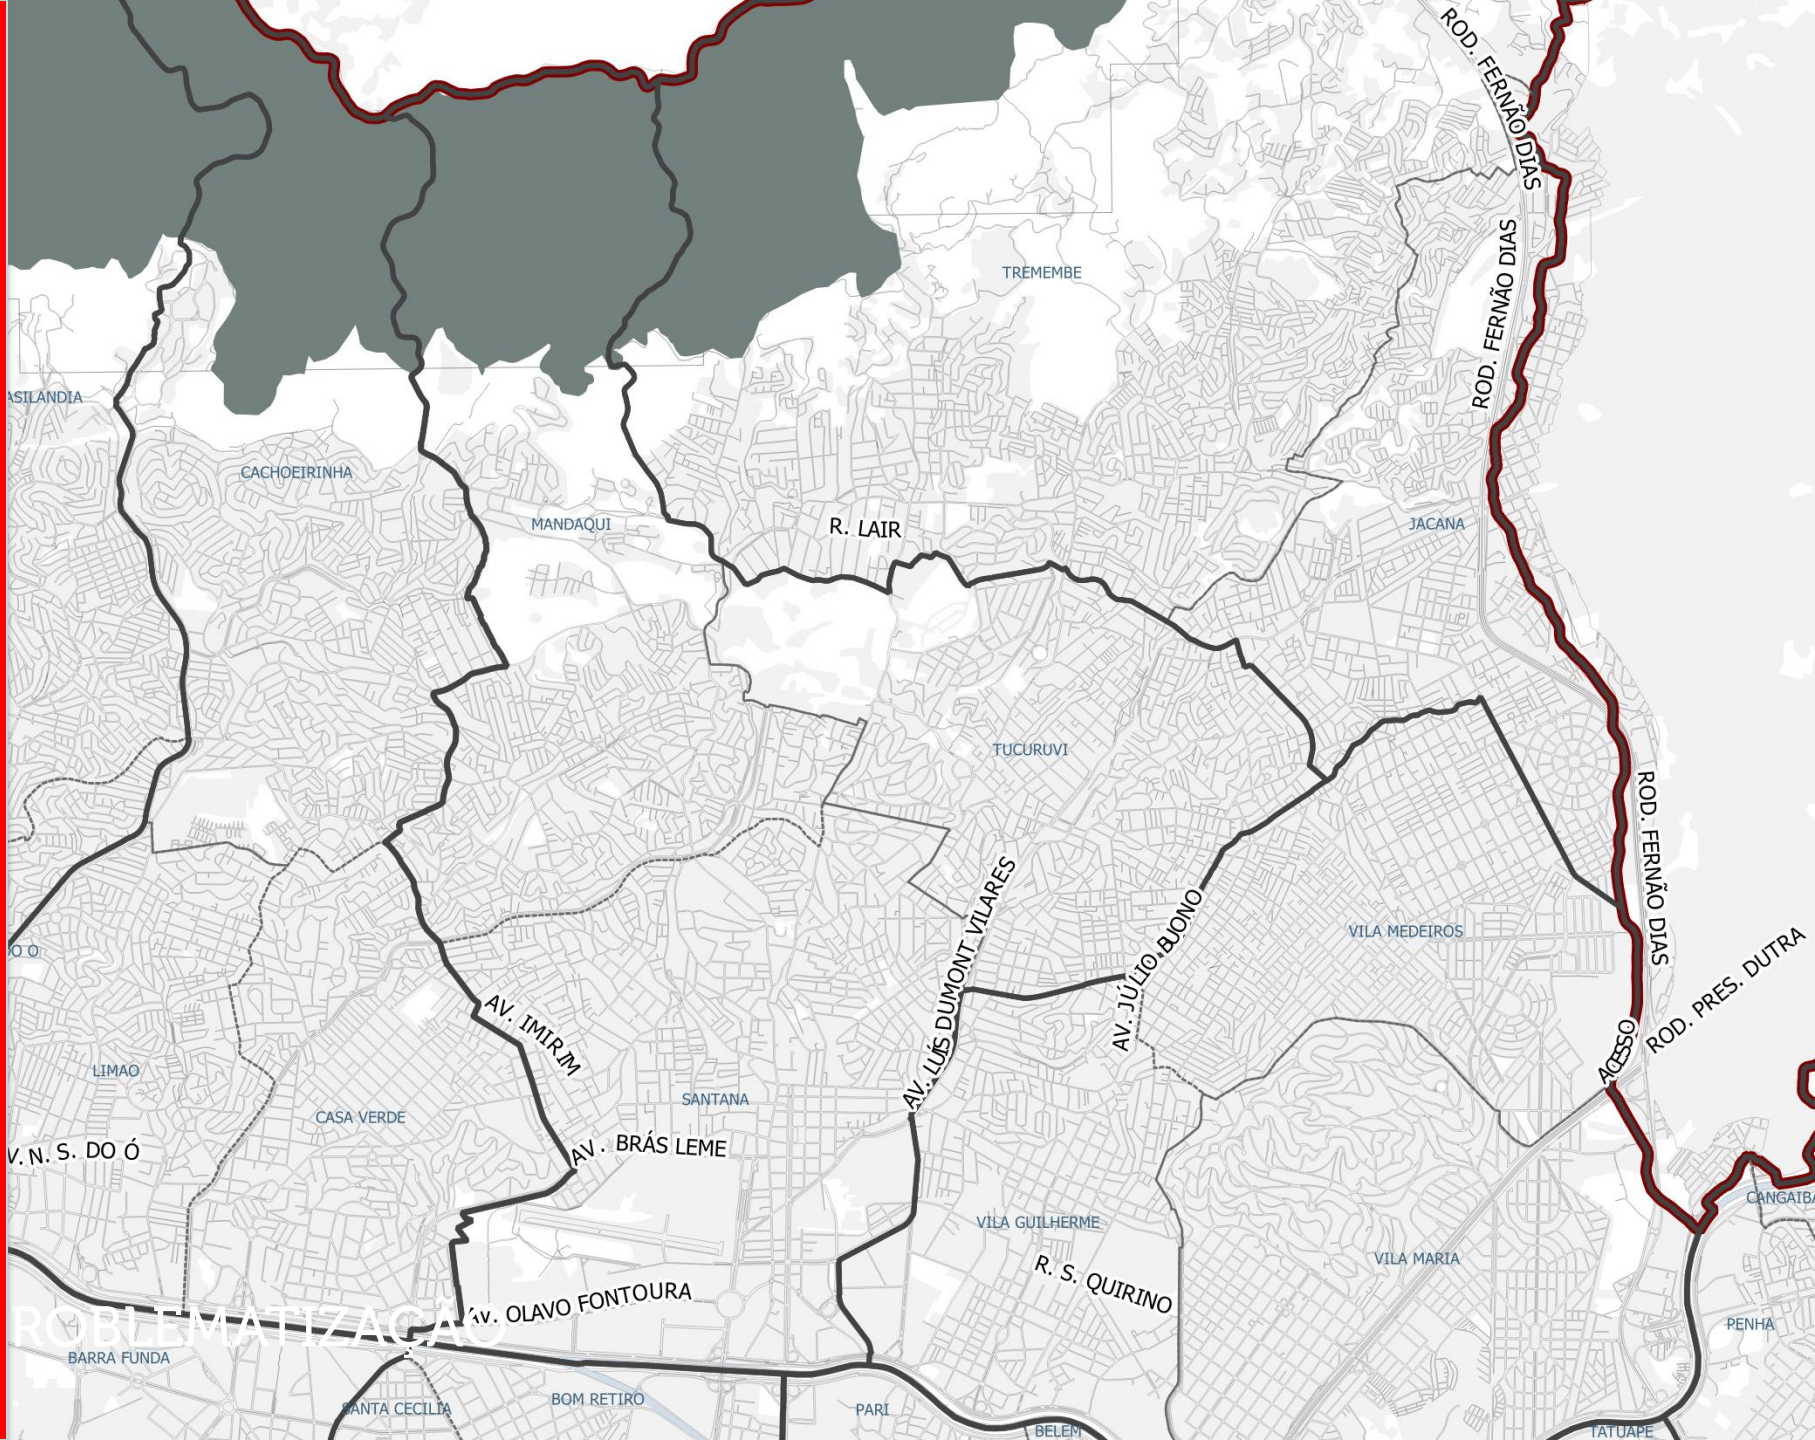 ROD. FERNÃO DIAS
ROD. FERNÃO DIAS
TREMEMBE
ASILANDIA
CACHOEIRINHA
MANDAQUI
R. LAIR
JACANA
TUCURUVI
ROD. FERNÃO DIAS
AV. LUÍS DUMONT VILARES
AV. JÚLIO BUONO
VILA MEDEIROS
ROD. PRES. DUTRA
DO O
AV. IMIRIM
ACESSO
LIMAO
CASA VERDE
SANTANA
V. N. S. DO Ó
AV. BRÁS LEME
CANGAIBA
VILA GUILHERME
VILA MARIA
R. S. QUIRINO
AV. OLAVO FONTOURA
ROBLEMATIZAÇÃO
PENHA
BARRA FUNDA
BOM RETIRO
SANTA CECILIA
PARI
BELEM
TATUAPE